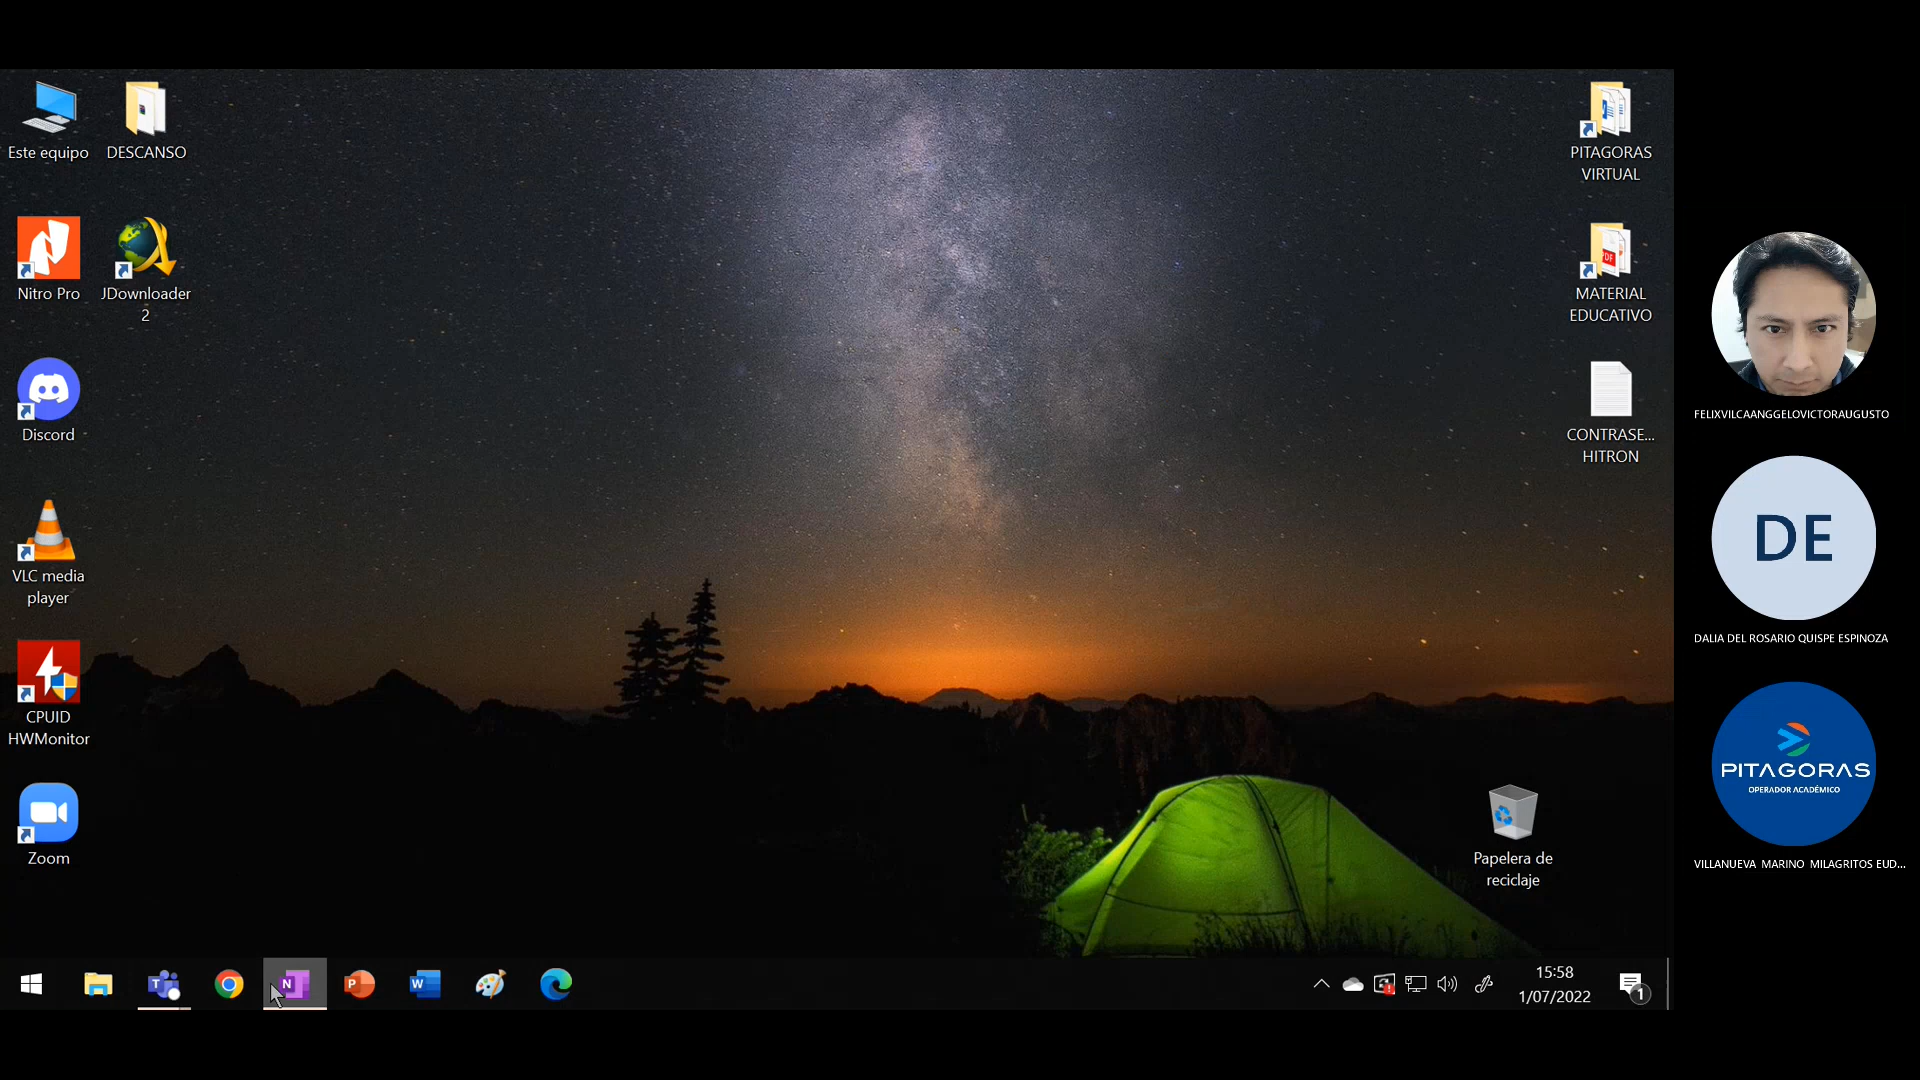 Este equipo
DESCANSO
Nitro Pro
JDownloader
2
Discord
VLC media
player
CPUID
HWMonitor
Zoom
PITAGORAS
VIRTUAL
PDF
MATERIAL
EDUCATIVO
CONTRASE...
HITRON
Papelera de
reciclaje
T
N
P
W
15:58
1/07/2022
1
FELIXVILCAANGGELOVICTORAUGUSTO
DE
DALIA DEL ROSARIO QUISPE ESPINOZA
PITAGORAS
OPERADOR ACADÉMICO
VILLANUEVA MARINO MILAGRITOS EUD...